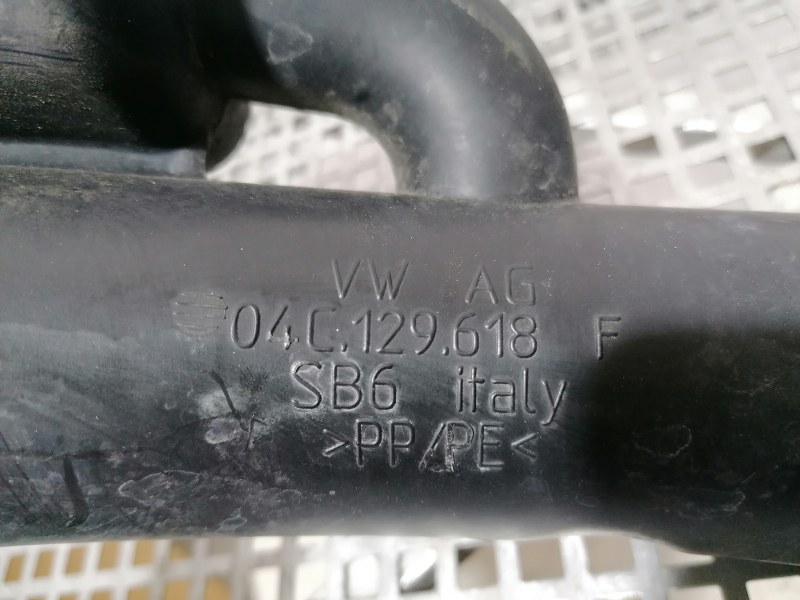 VW AG
04C.129.618 F
SB6 italy
>PP/PE<